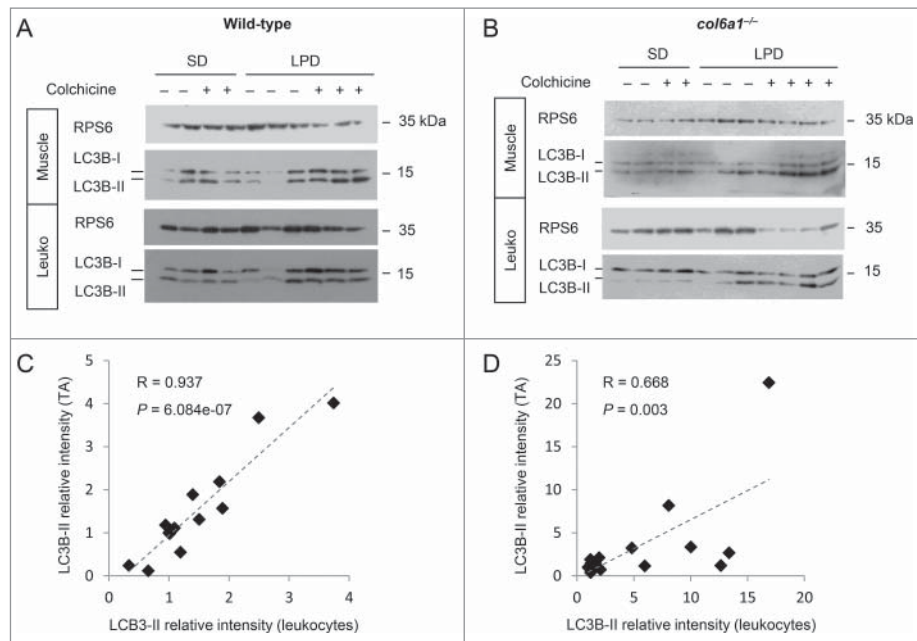 A
Wild-type
SD LPD
Colchicine – – + + – – – + + +
Muscle
RPS6 – 35 kDa
LC3B-I
– 15
LC3B-II
Leuko
RPS6 – 35
LC3B-I
– 15
LC3B-II
B
col6a1–/–
SD LPD
Colchicine – – + + – – – + + + +
Muscle
RPS6 – 35 kDa
LC3B-I
– 15
LC3B-II
Leuko
RPS6 – 35
LC3B-I – 15
LC3B-II
C
R = 0.937
P = 6.084e-07
LC3B-II relative intensity (TA)
5
4
3
2
1
0
0 1 2 3 4
LCB3-II relative intensity (leukocytes)
D
R = 0.668
P = 0.003
LC3B-II relative intensity (TA)
25
20
15
10
5
0
0 5 10 15 20
LC3B-II relative intensity (leukocytes)